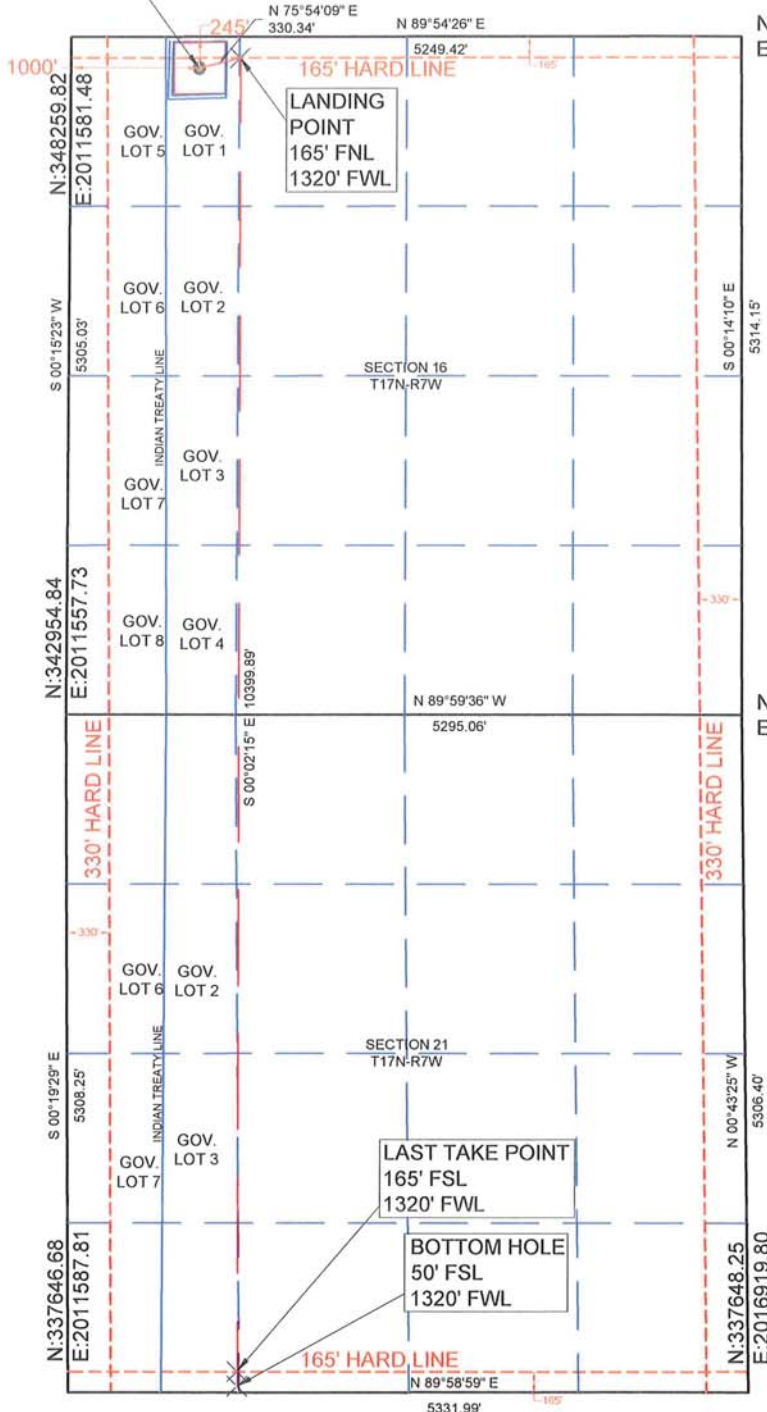 N 75°54'09" E
330.34'
245'
N 89°54'26" E
5249.42'
N
E
1000'
165' HARD LINE
165'
LANDING
POINT
165' FNL
1320' FWL
N:348259.82
E:2011581.48
GOV.
LOT 5
GOV.
LOT 1
GOV.
LOT 6
GOV.
LOT 2
S 00°15'23" W
5305.03'
INDIAN TREATY LINE
SECTION 16
T17N-R7W
S 00°14'10" E
5314.15'
GOV.
LOT 7
GOV.
LOT 3
N:342954.84
E:2011557.73
GOV.
LOT 8
GOV.
LOT 4
330'
S 00°02'15" E 10399.89'
N 89°59'36" W
5295.06'
N
E
330' HARD LINE
330' HARD LINE
330'
GOV.
LOT 6
GOV.
LOT 2
S 00°19'29" E
5308.25'
INDIAN TREATY LINE
SECTION 21
T17N-R7W
N 00°43'25" W
5306.40'
GOV.
LOT 7
GOV.
LOT 3
LAST TAKE POINT
165' FSL
1320' FWL
BOTTOM HOLE
50' FSL
1320' FWL
N:337646.68
E:2011587.81
N:337648.25
E:2016919.80
165' HARD LINE
N 89°58'59" E
165'
5331.99'